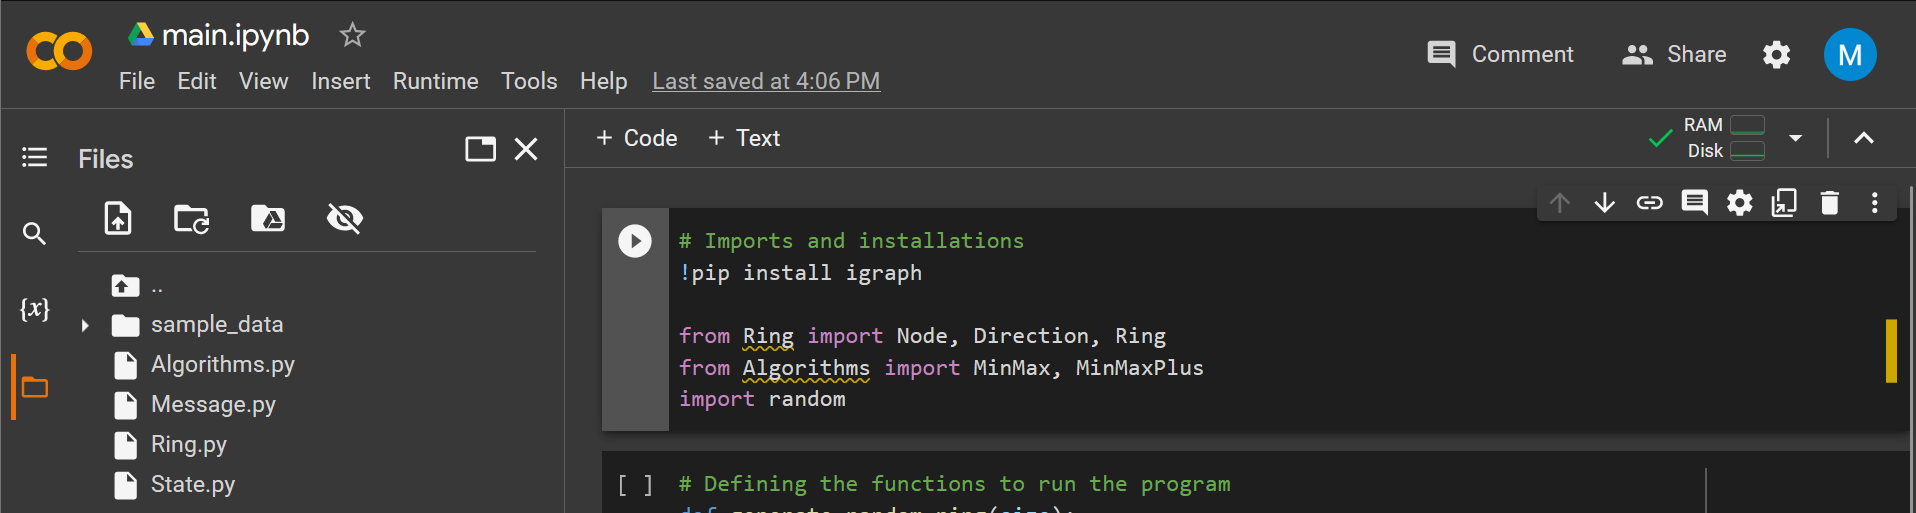 main.ipynb
File Edit View Insert Runtime Tools Help Last saved at 4:06 PM
Comment Share M
Files
+ Code + Text
RAM
Disk
{x}
..
sample_data
Algorithms.py
Message.py
Ring.py
State.py
# Imports and installations
!pip install igraph
from Ring import Node, Direction, Ring
from Algorithms import MinMax, MinMaxPlus
import random
[ ] # Defining the functions to run the program